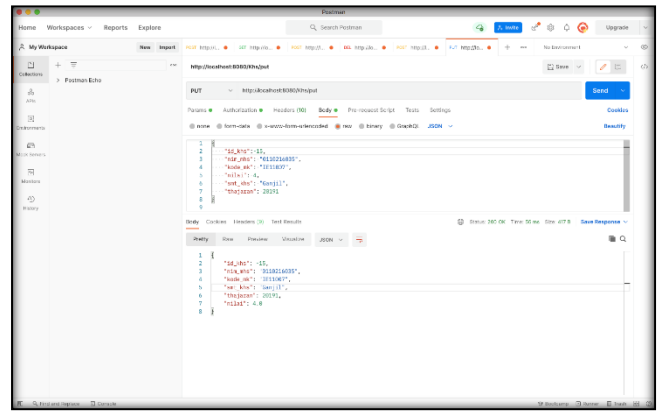 Postman
Home Workspaces Reports Explore Search Postman Invite Upgrade
My Workspace New Import No Environment
http://localhost:8080/khs/put Save
Collections
Postman Echo
APIs
Environments
Mock Servers
Monitors
History
PUT http://localhost:8080/khs/put Send
Params Authorization Headers (10) Body Pre-request Script Tests Settings Cookies
none form-data x-www-form-urlencoded raw binary GraphQL JSON Beautify
1 {
2 "id_khs":-15,
3 "nim_mhs": "0110216035",
4 "kode_mk": "IE11007",
5 "nilai": 4,
6 "smt_khs": "Ganjil",
7 "thajaran": 20191
8 }
9
Body Cookies Headers (5) Test Results Status: 200 OK Time: Size: Save Response
Pretty Raw Preview Visualize JSON
1 {
2 "id_khs": -15,
3 "nim_mhs": "0110216035",
4 "kode_mk": "IE11007",
5 "smt_khs": "Ganjil",
6 "thajaran": 20191,
7 "nilai": 4.0
8 }
Find and Replace Console Bootcamp Runner Trash